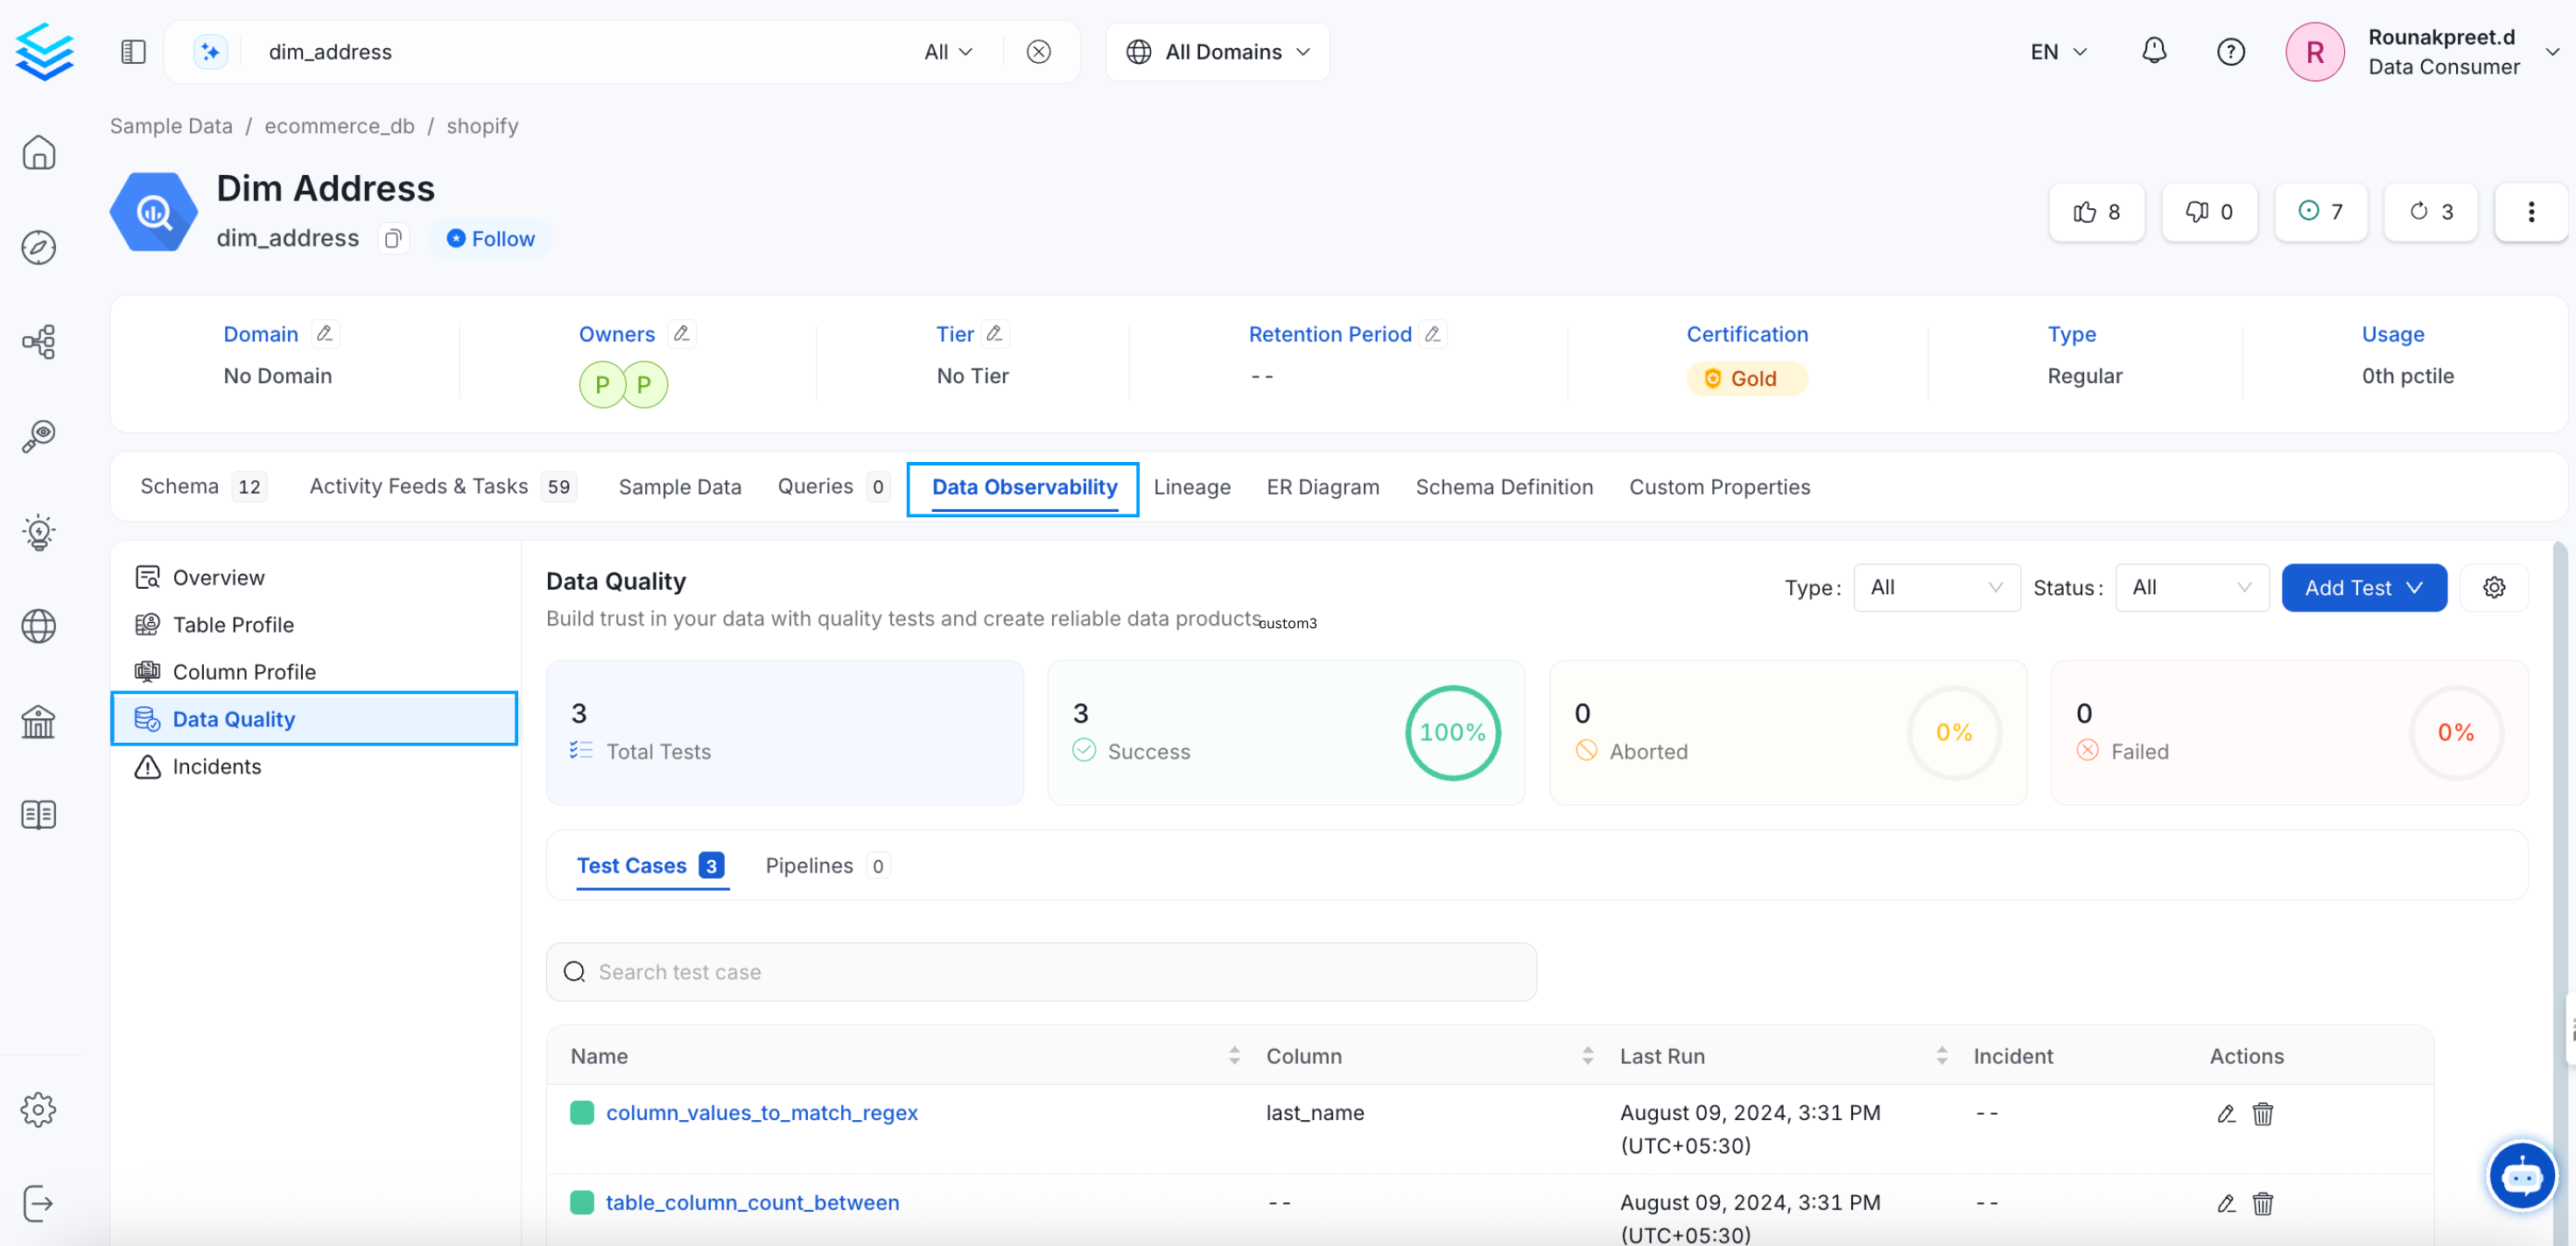 dim_address All All Domains EN R Rounakpreet.d
Data Consumer
Sample Data / ecommerce_db / shopify
Dim Address
dim_address Follow
8 0 7 3
Domain Owners Tier Retention Period Certification Type Usage
No Domain P P No Tier -- Gold Regular 0th pctile
Schema 12 Activity Feeds & Tasks 59 Sample Data Queries 0 Data Observability Lineage ER Diagram Schema Definition Custom Properties
Overview
Table Profile
Column Profile
Data Quality
Incidents
Data Quality
Build trust in your data with quality tests and create reliable data products
custom3
Type: All Status: All Add Test
3
Total Tests
3
Success
100%
0
Aborted
0%
0
Failed
0%
Test Cases 3 Pipelines 0
Search test case
Name Column Last Run Incident Actions
column_values_to_match_regex last_name August 09, 2024, 3:31 PM --
(UTC+05:30)
table_column_count_between -- August 09, 2024, 3:31 PM --
(UTC+05:30)